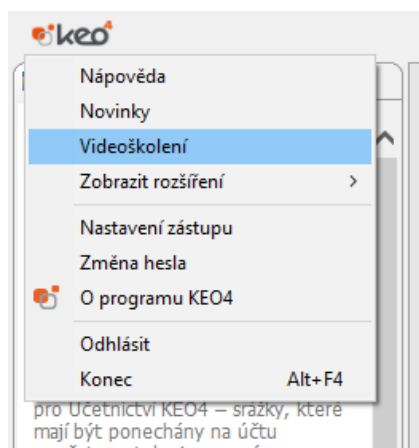 keo4
Nápověda
Novinky
Videoškolení
Zobrazit rozšíření
Nastavení zástupu
Změna hesla
O programu KEO4
Odhlásit
Konec Alt+F4
pro Účetnictví KEO4 – srážky, které
mají být ponechány na účtu